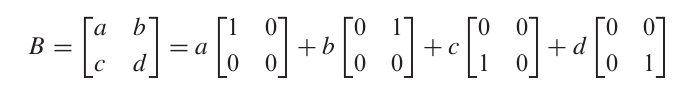 B = [a b; c d] = a [1 0; 0 0] + b [0 1; 0 0] + c [0 0; 1 0] + d [0 0; 0 1]